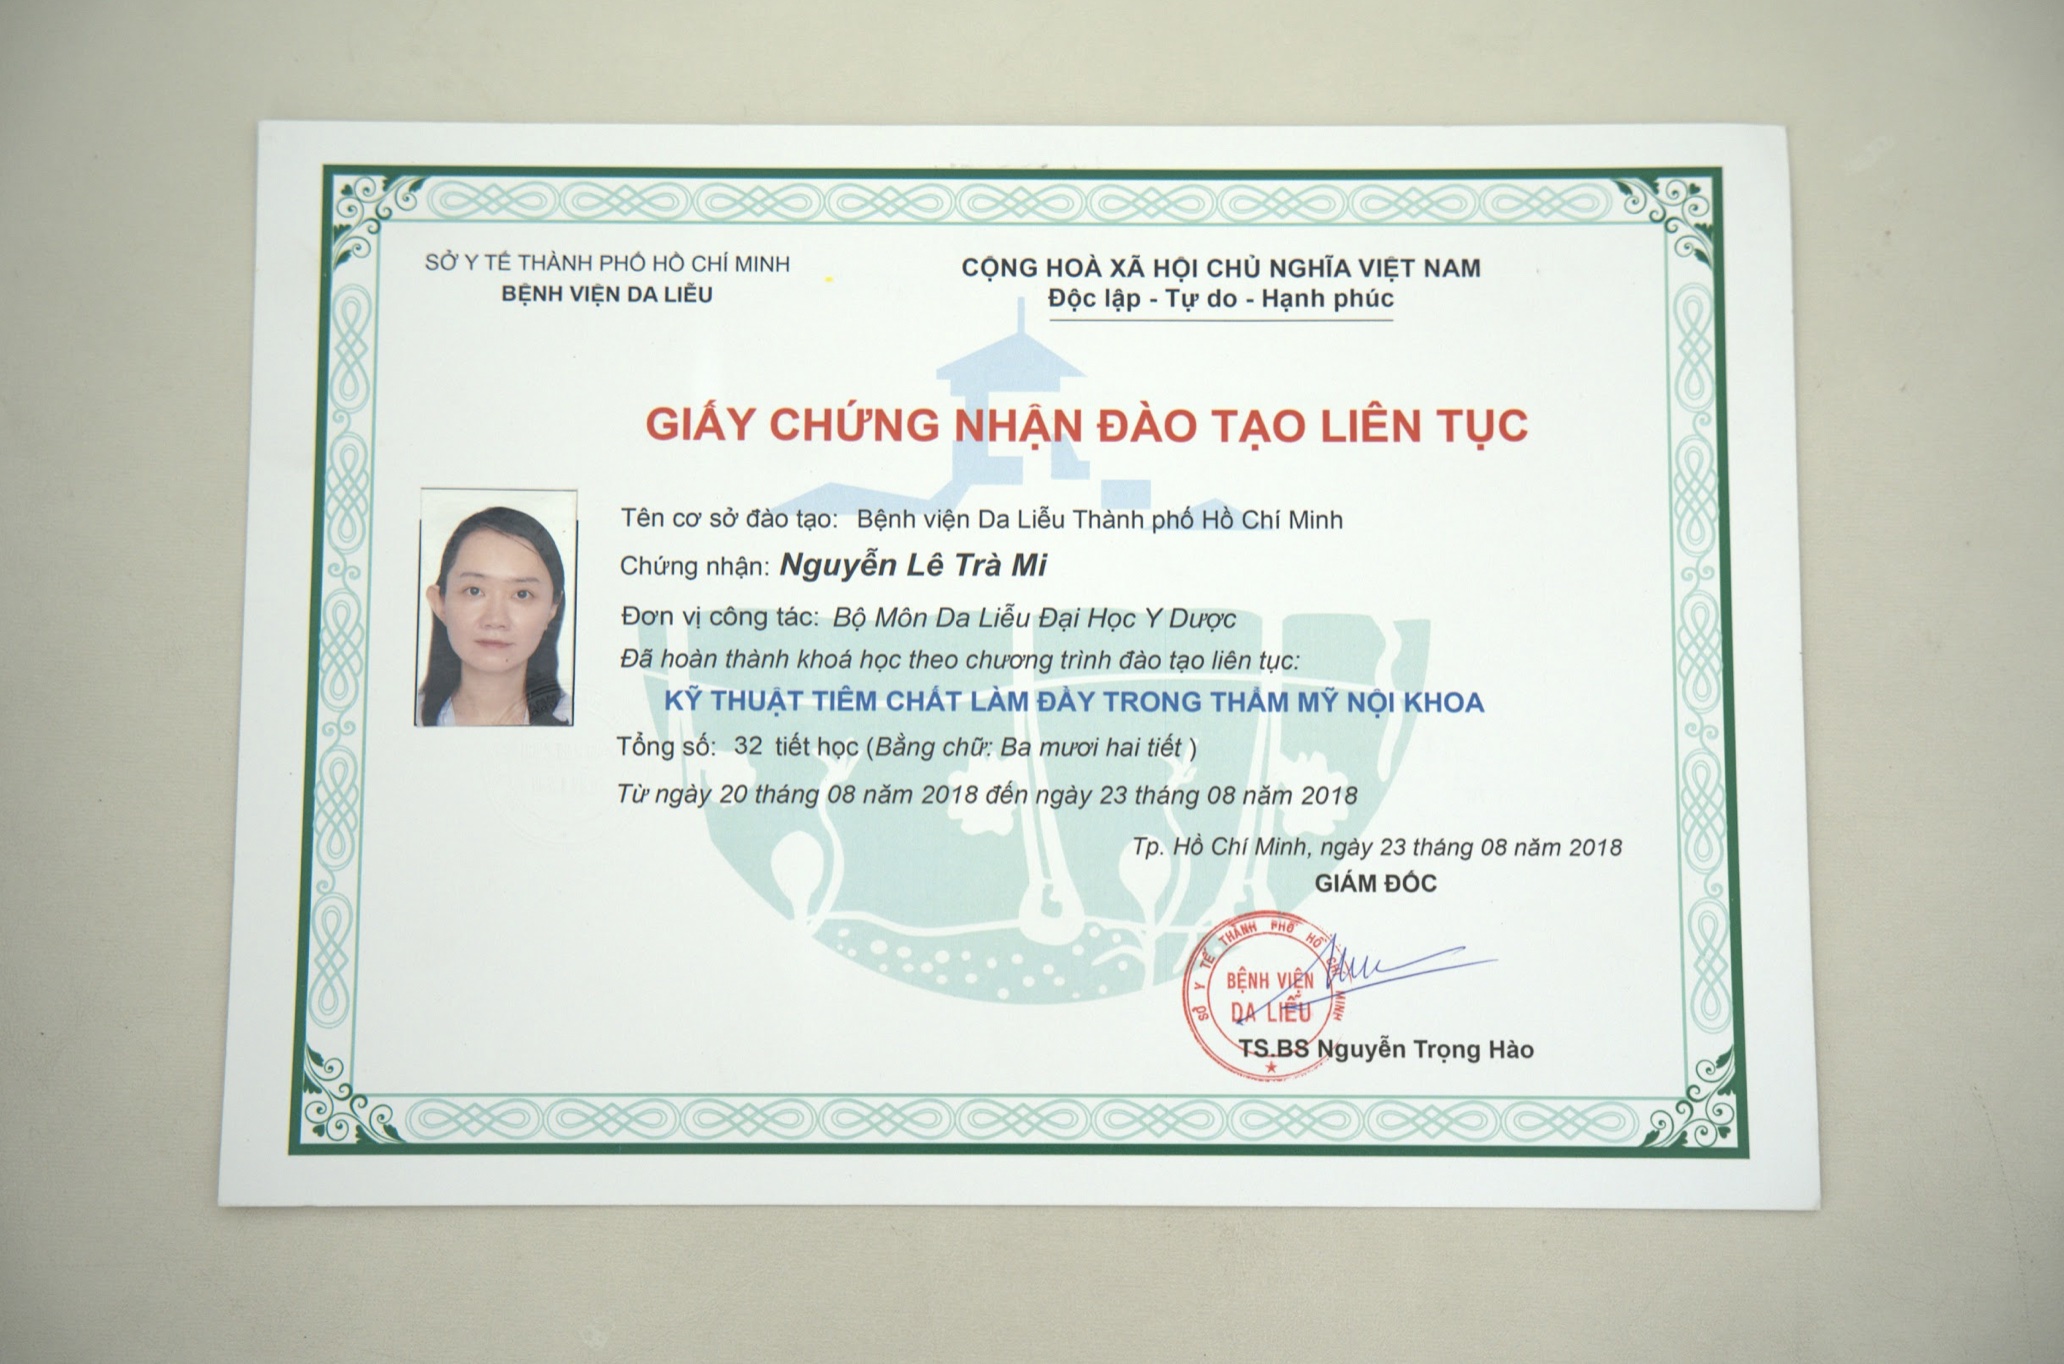 SỞ Y TẾ THÀNH PHỐ HỒ CHÍ MINH
BỆNH VIỆN DA LIỄU
CỘNG HOÀ XÃ HỘI CHỦ NGHĨA VIỆT NAM
Độc lập - Tự do - Hạnh phúc
GIẤY CHỨNG NHẬN ĐÀO TẠO LIÊN TỤC
Tên cơ sở đào tạo: Bệnh viện Da Liễu Thành phố Hồ Chí Minh
Chứng nhận: Nguyễn Lê Trà Mi
Đơn vị công tác: Bộ Môn Da Liễu Đại Học Y Dược
Đã hoàn thành khoá học theo chương trình đào tạo liên tục:
KỸ THUẬT TIÊM CHẤT LÀM ĐẦY TRONG THẨM MỸ NỘI KHOA
Tổng số: 32 tiết học (Bằng chữ: Ba mươi hai tiết )
Từ ngày 20 tháng 08 năm 2018 đến ngày 23 tháng 08 năm 2018
Tp. Hồ Chí Minh, ngày 23 tháng 08 năm 2018
GIÁM ĐỐC
SỞ Y TẾ THÀNH PHỐ HỒ CHÍ MINH
BỆNH VIỆN
DA LIỄU
TS.BS Nguyễn Trọng Hào